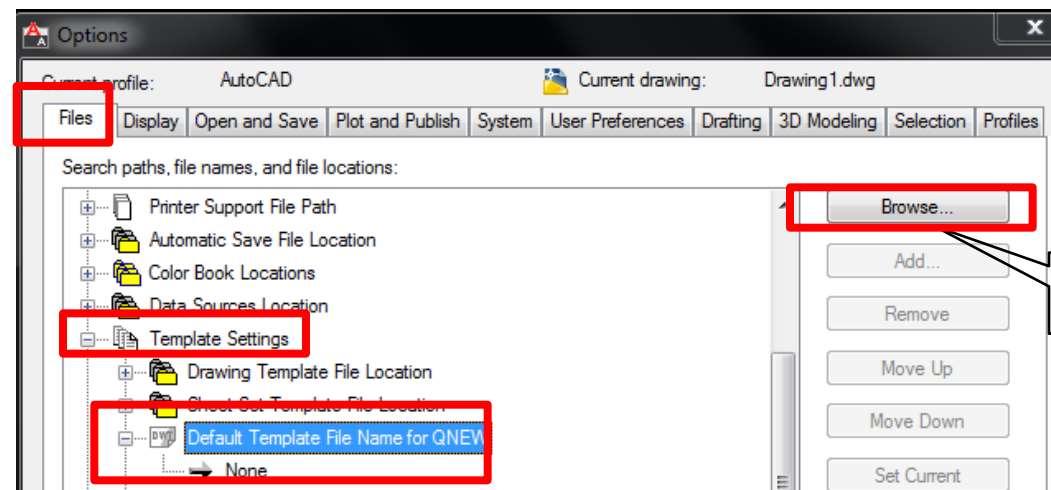 Options
Current profile: AutoCAD Current drawing: Drawing1.dwg
Files Display Open and Save Plot and Publish System User Preferences Drafting 3D Modeling Selection Profiles
Search paths, file names, and file locations:
Printer Support File Path
Browse...
Automatic Save File Location
Add...
Color Book Locations
Data Sources Location
Remove
Template Settings
Drawing Template File Location
Move Up
Sheet Set Template File Location
Move Down
Default Template File Name for QNEW
None
Set Current